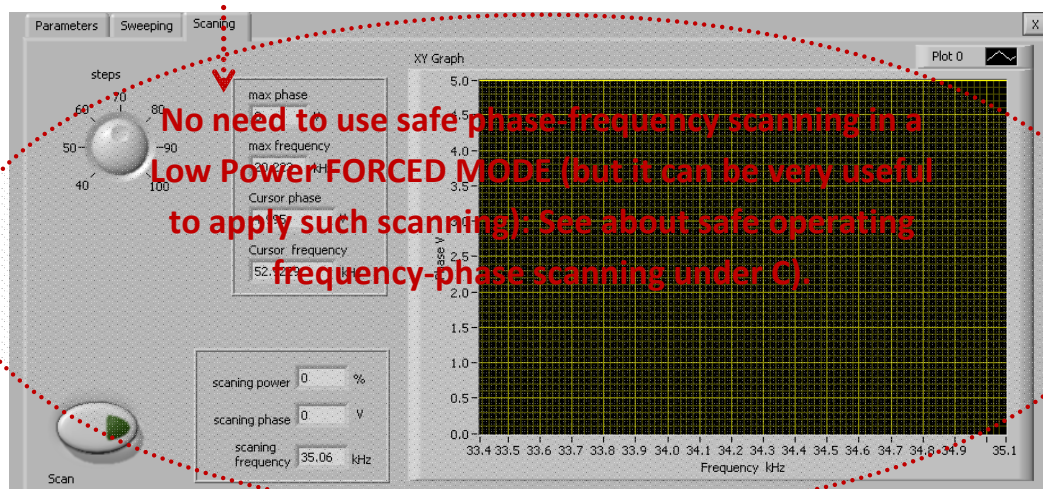 Parameters Sweeping Scaning X
XY Graph
Plot 0
steps
40 50 60 70 80 90 100
max phase
V
max frequency
kHz
Cursor phase
V
Cursor frequency
kHz
No need to use safe phase-frequency scanning in a
Low Power FORCED MODE (but it can be very useful
to apply such scanning): See about safe operating
frequency-phase scanning under C).
5.0
4.5
4.0
3.5
3.0
2.5
2.0
1.5
1.0
0.5
0.0
Phase V
33.4 33.5 33.6 33.7 33.8 33.9 34.0 34.1 34.2 34.3 34.4 34.5 34.6 34.7 34.8 34.9 35.1
Frequency kHz
scaning power 0 %
scaning phase 0 V
scaning
frequency 35.06 kHz
Scan